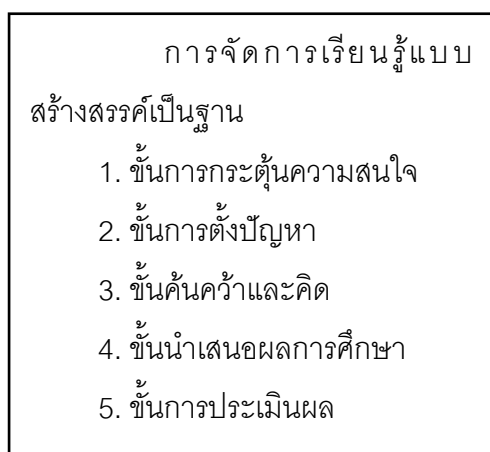 การจัดการเรียนรู้แบบ
สร้างสรรค์เป็นฐาน
1. ขั้นการกระตุ้นความสนใจ
2. ขั้นการตั้งปัญหา
3. ขั้นค้นคว้าและคิด
4. ขั้นนำเสนอผลการศึกษา
5. ขั้นการประเมินผล